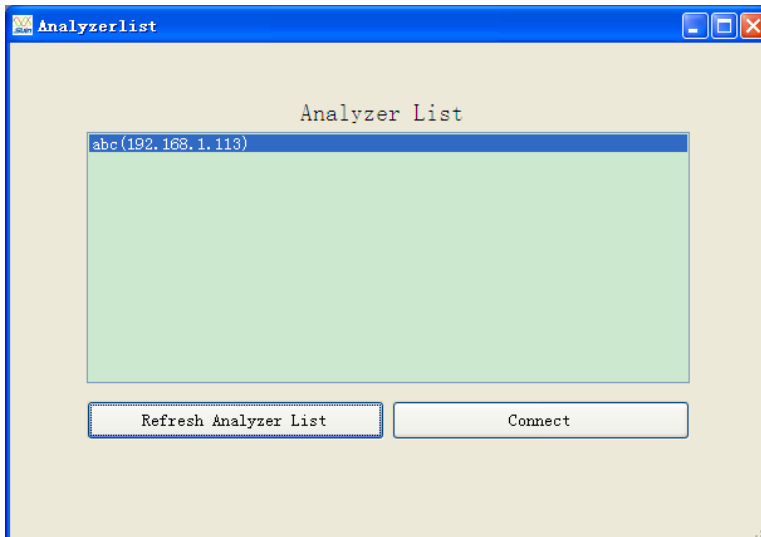 Analyzerlist
Analyzer List
abc(192.168.1.113)
Refresh Analyzer List
Connect